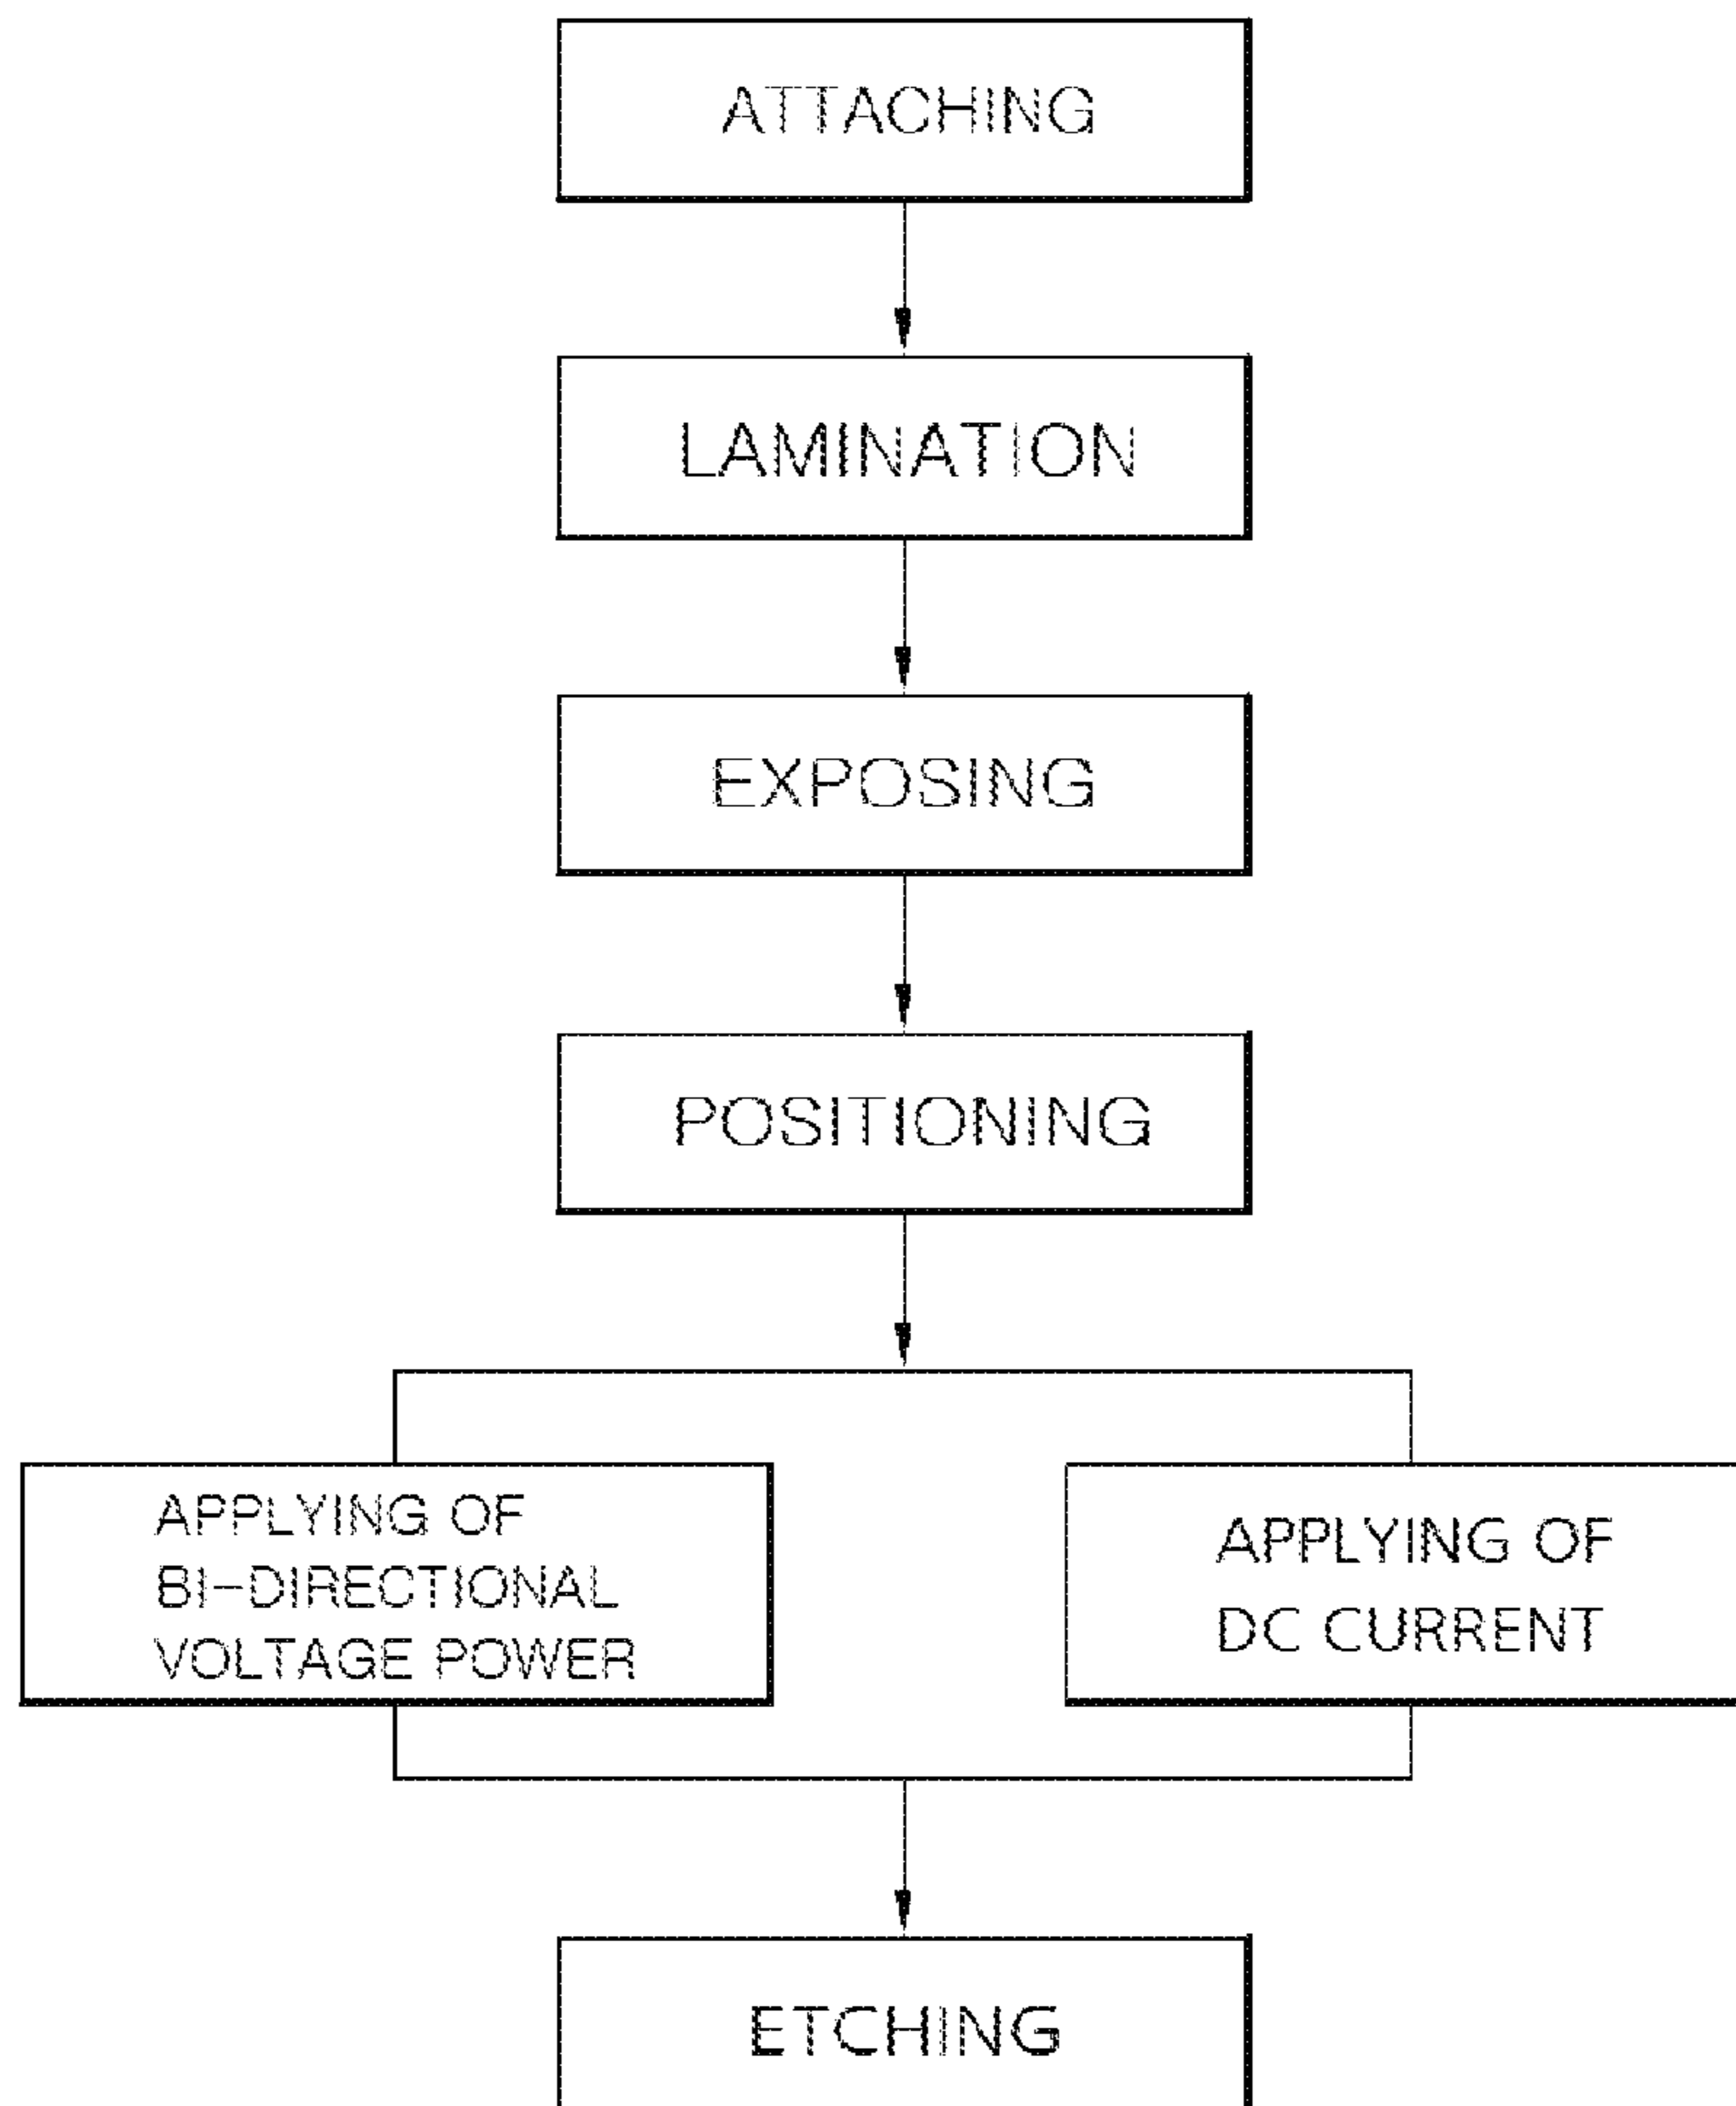 ATTACHING
LAMINATION
EXPOSING
POSITIONING
APPLYING OF
BI-DIRECTIONAL
VOLTAGE POWER
APPLYING OF
DC CURRENT
ETCHING